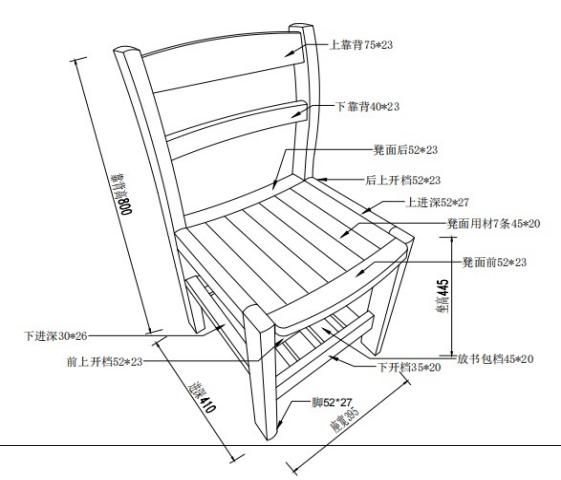 上靠背75*23
下靠背40*23
凳面后52*23
后上开档52*23
上进深52*27
凳面用材7条45*20
凳面前52*23
靠背高800
坐高445
下进深30*26
前上开档52*23
放书包档45*20
下开档35*20
进深410
脚52*27
座宽395